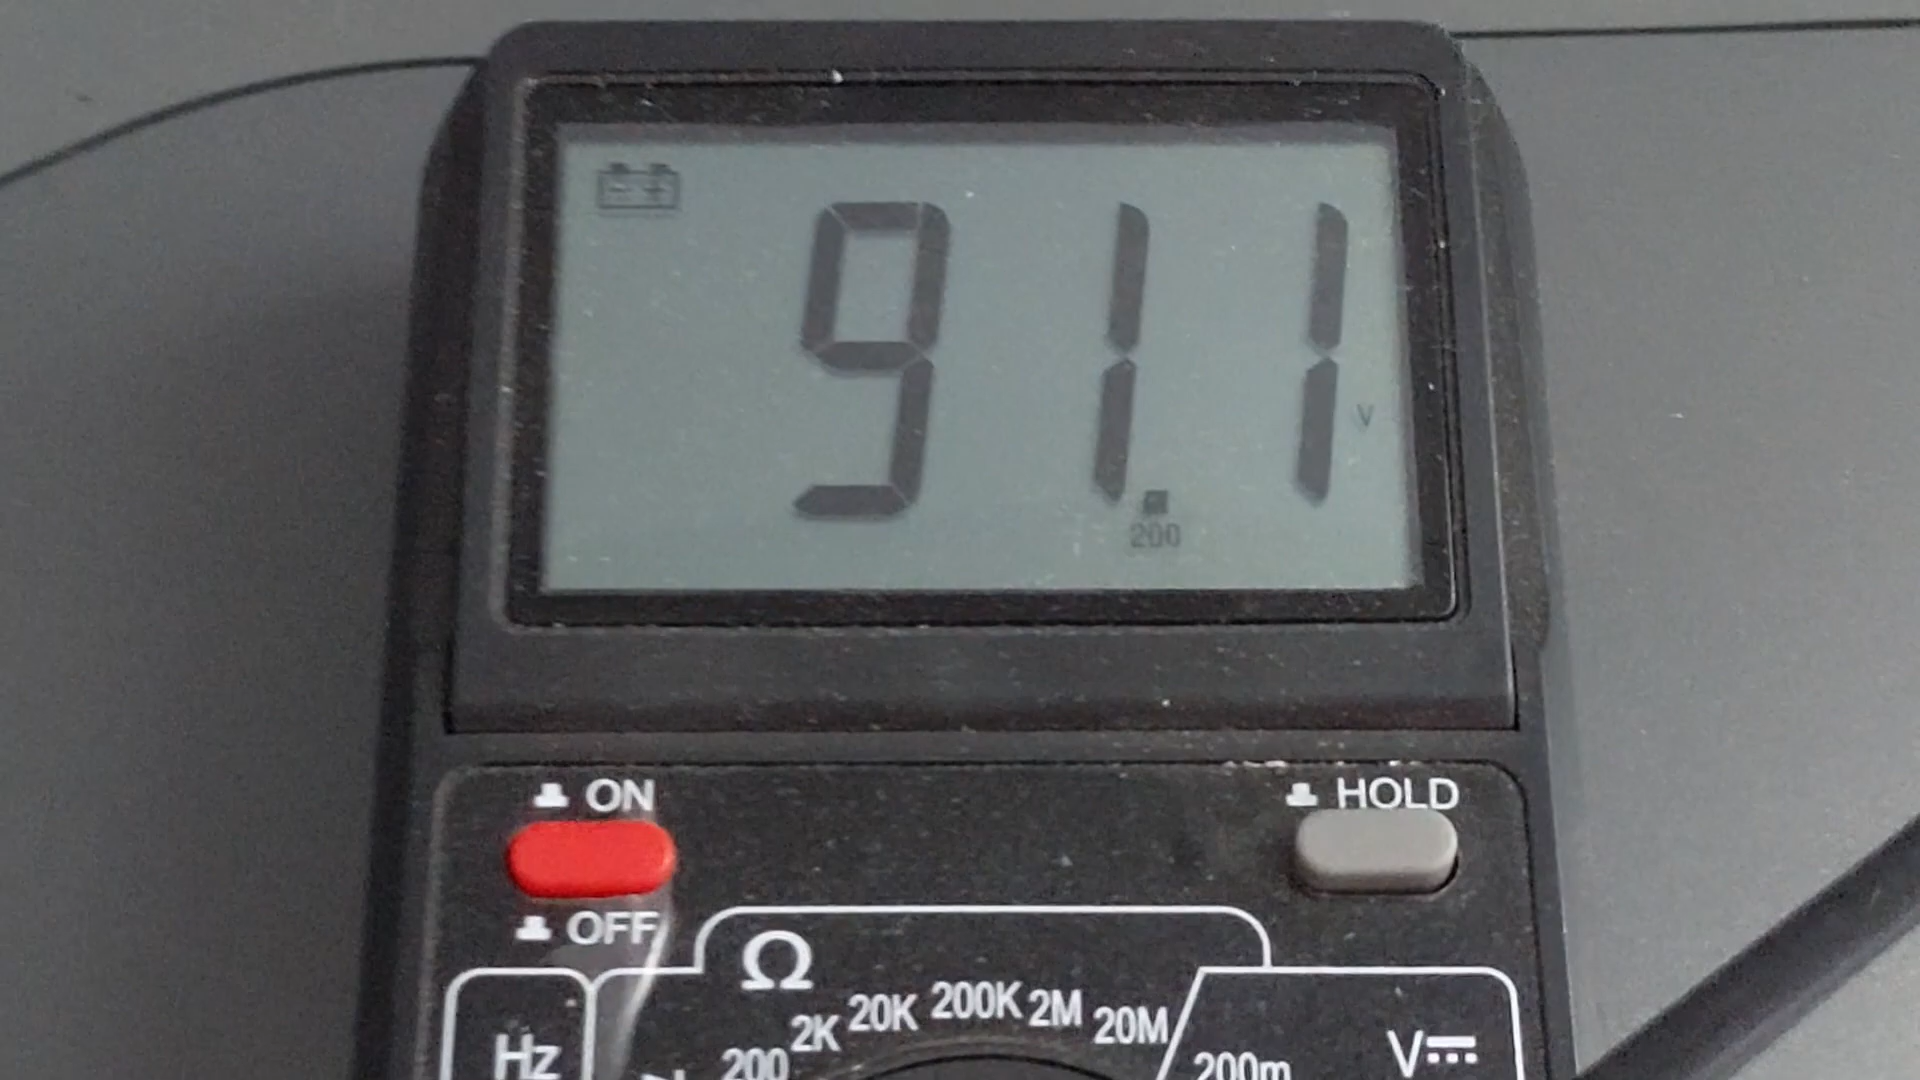 91.1
V
200
ON
HOLD
OFF
Ω
200 2K 20K 200K 2M 20M
Hz
200m
V